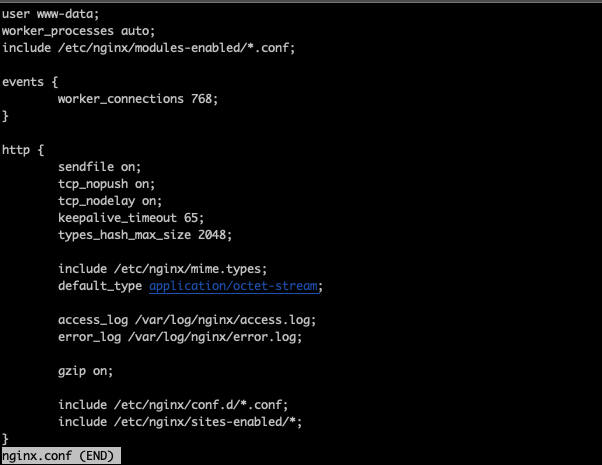 user www-data;
worker_processes auto;
include /etc/nginx/modules-enabled/*.conf;
events {
worker_connections 768;
}
http {
sendfile on;
tcp_nopush on;
tcp_nodelay on;
keepalive_timeout 65;
types_hash_max_size 2048;
include /etc/nginx/mime.types;
default_type application/octet-stream;
access_log /var/log/nginx/access.log;
error_log /var/log/nginx/error.log;
gzip on;
include /etc/nginx/conf.d/*.conf;
include /etc/nginx/sites-enabled/*;
}
nginx.conf (END)